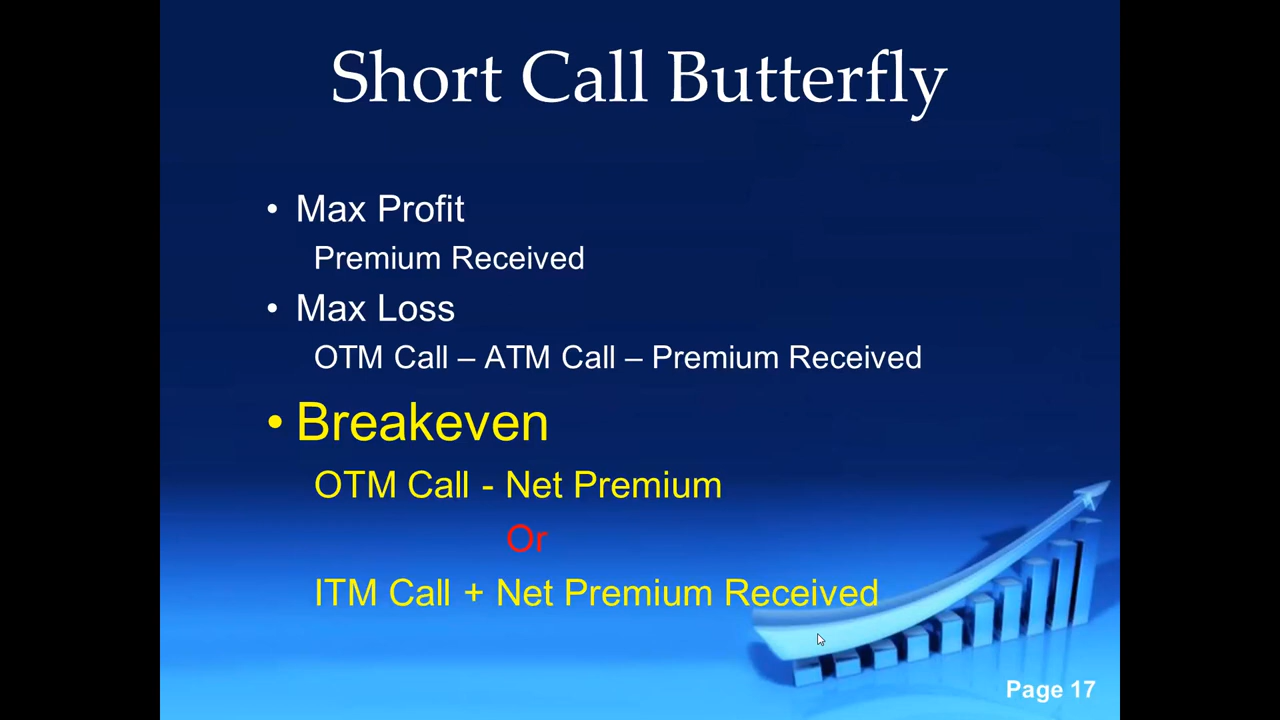 Short Call Butterfly
• Max Profit
Premium Received
• Max Loss
OTM Call – ATM Call – Premium Received
• Breakeven
OTM Call - Net Premium
Or
ITM Call + Net Premium Received
Page 17